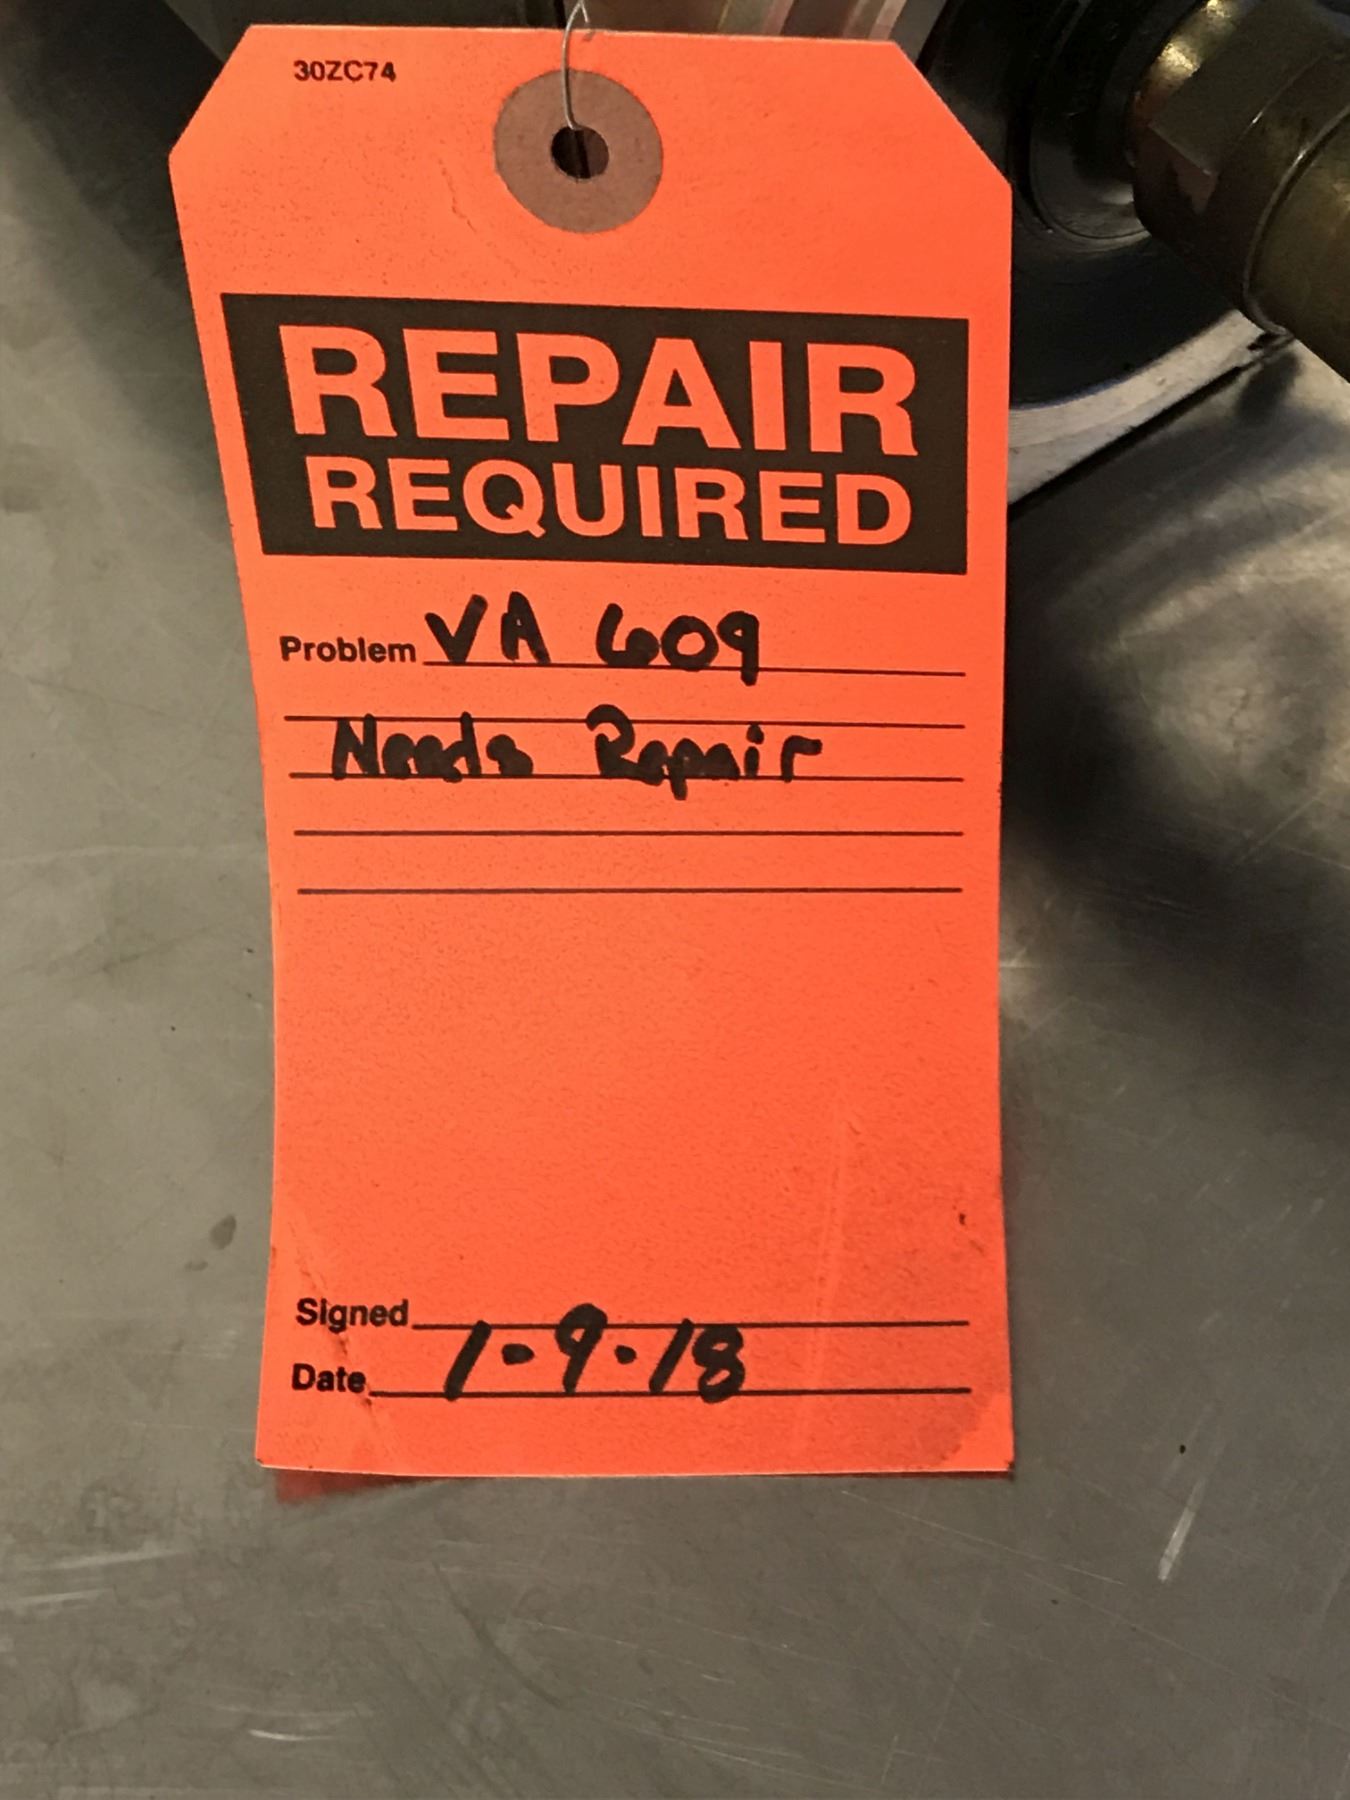 30ZC74
REPAIR
REQUIRED
Problem VA 609
Needs Repair
Signed
Date 1-9-18